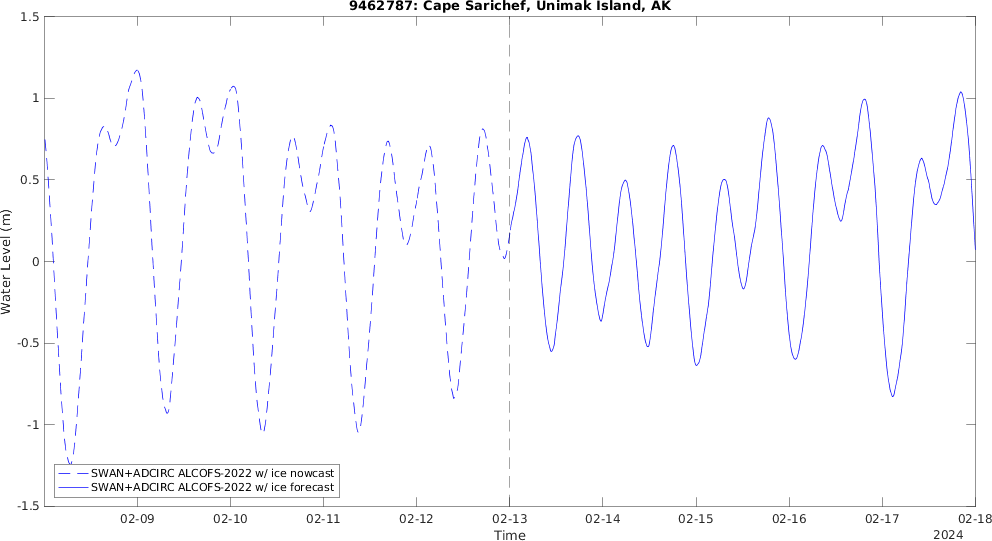 9462787: Cape Sarichef, Unimak Island, AK
1.5
1
0.5
0
-0.5
-1
-1.5
Water Level (m)
SWAN+ADCIRC ALCOFS-2022 w/ ice nowcast
SWAN+ADCIRC ALCOFS-2022 w/ ice forecast
02-09 02-10 02-11 02-12 02-13 02-14 02-15 02-16 02-17 02-18
Time
2024